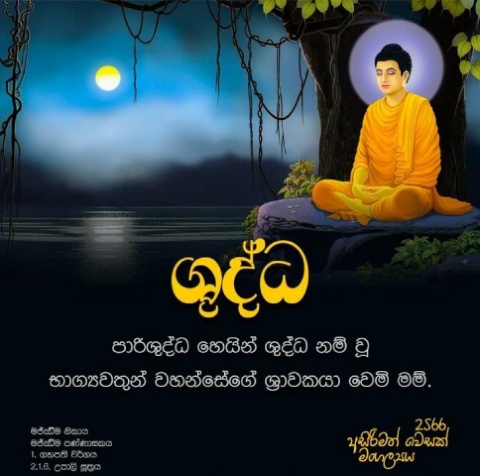 ශුද්ධ
පාරිශුද්ධ හෙයින් ශුද්ධ නම් වූ
භාග්‍යවතුන් වහන්සේගේ ශ්‍රාවකයා වෙමි මම්.
මජ්ඣිම නිකාය
මජ්ඣිම පණ්ණාසකය
1. ගහපති වර්ගය
2.1.6. උපාලි සූත්‍රය
2566
අසිරිමත් වෙසක්
මංගල්‍යය